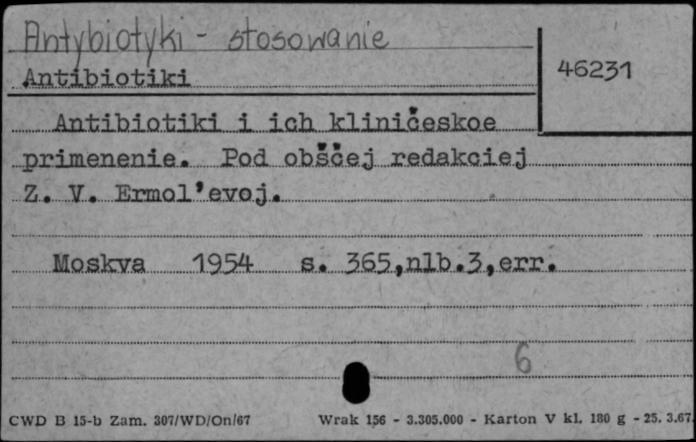 Antybiotyki - stosowanie
Antibiotiki
46231
Antibiotiki i ich kliničeskoe
primenenie. Pod obščej redakciej
Z. V. Ermol'evoj.
Moskva 1954 s. 365,nlb.3,err.
6
CWD B 15-b Zam. 307/WD/On/67 Wrak 156 - 3.305.000 - Karton V kl. 180 g - 25. 3.67.